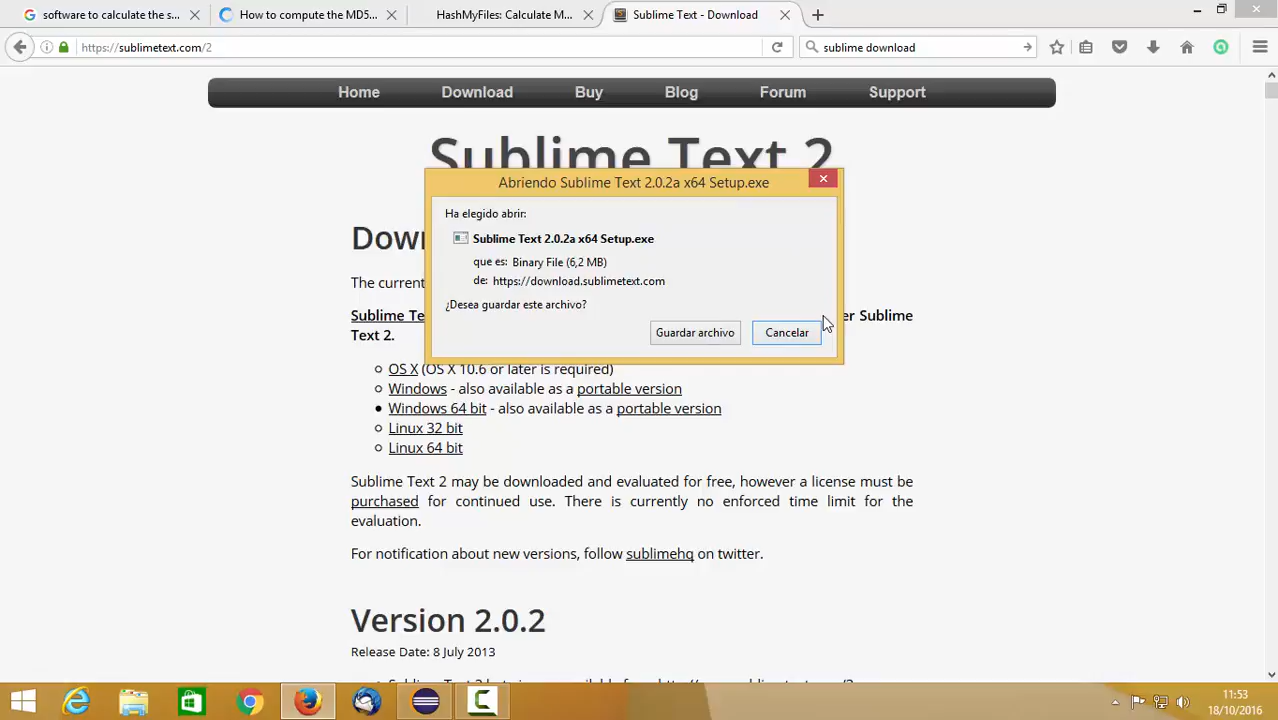 software to calculate the s...
How to compute the MD5...
HashMyFiles: Calculate M...
Sublime Text - Download
https://sublimetext.com/2
sublime download
Home Download Buy Blog Forum Support
Sublime Text 2
Abriendo Sublime Text 2.0.2a x64 Setup.exe
Ha elegido abrir:
Sublime Text 2.0.2a x64 Setup.exe
que es: Binary File (6,2 MB)
de: https://download.sublimetext.com
¿Desea guardar este archivo?
Guardar archivo Cancelar
Dow
The current
Sublime Te er Sublime
Text 2.
OS X (OS X 10.6 or later is required)
Windows - also available as a portable version
Windows 64 bit - also available as a portable version
Linux 32 bit
Linux 64 bit
Sublime Text 2 may be downloaded and evaluated for free, however a license must be
purchased for continued use. There is currently no enforced time limit for the
evaluation.
For notification about new versions, follow sublimehq on twitter.
Version 2.0.2
Release Date: 8 July 2013
11:53
18/10/2016